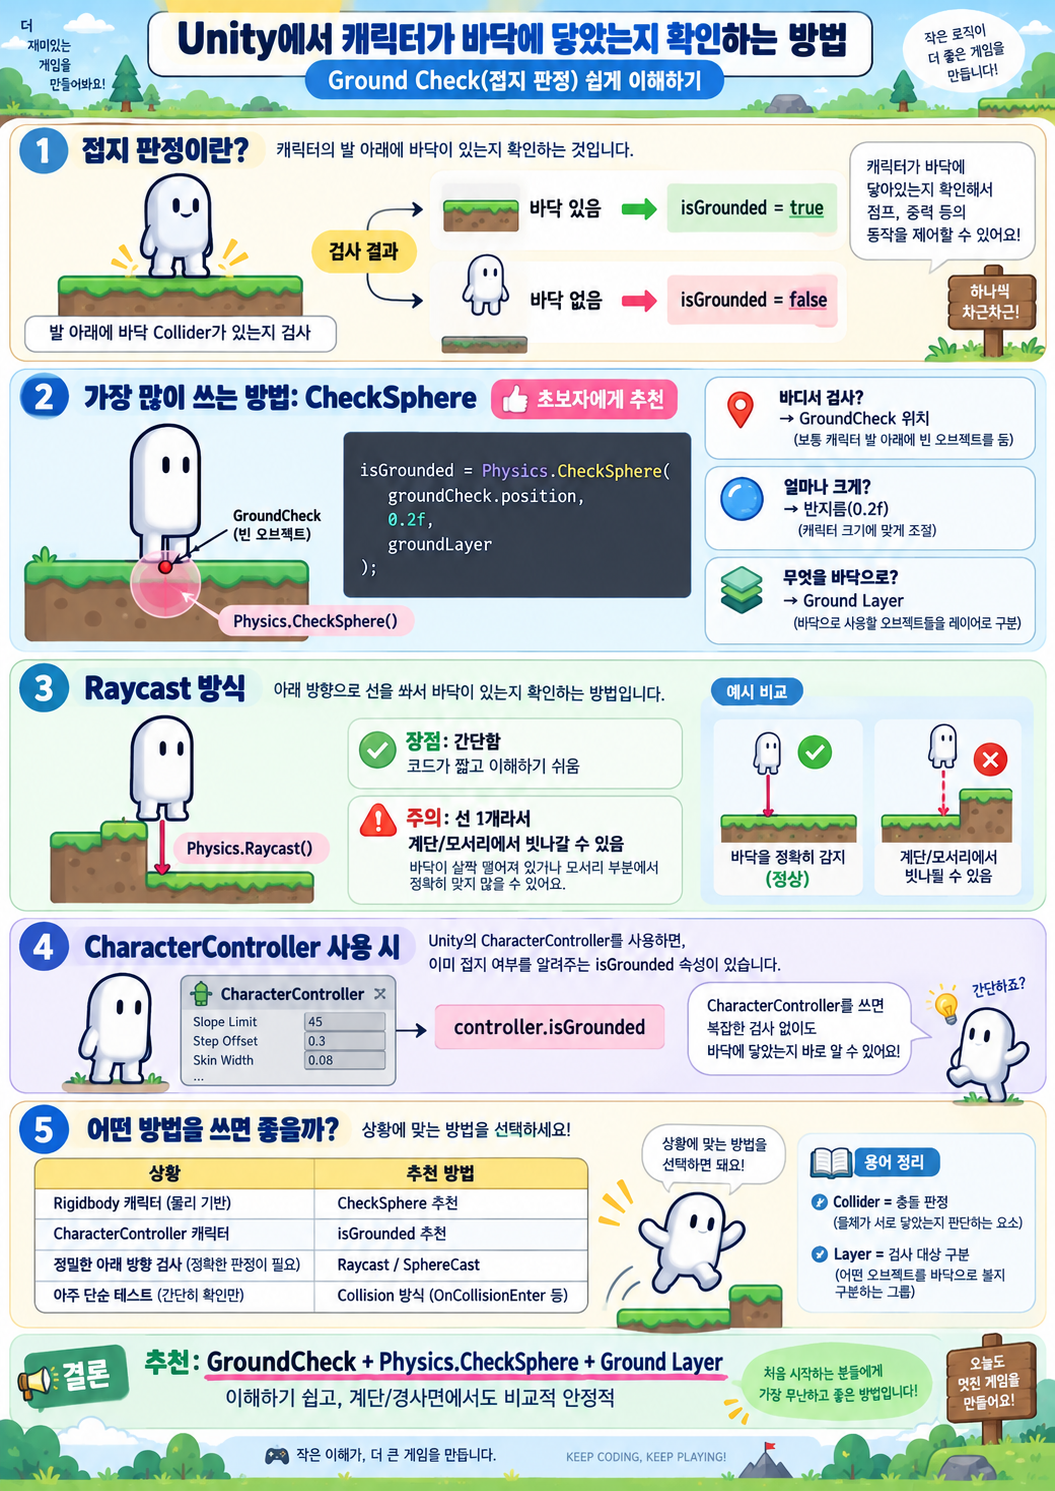 더
재미있는
게임을
만들어봐요!
Unity에서 캐릭터가 바닥에 닿았는지 확인하는 방법
Ground Check(접지 판정) 쉽게 이해하기
작은 로직이
더 좋은 게임을
만듭니다!
1 접지 판정이란?
캐릭터의 발 아래에 바닥이 있는지 확인하는 것입니다.
발 아래에 바닥 Collider가 있는지 검사
검사 결과
바닥 있음
isGrounded = true
바닥 없음
isGrounded = false
캐릭터가 바닥에
닿아있는지 확인해서
점프, 중력 등의
동작을 제어할 수 있어요!
하나씩
차근차근!
2 가장 많이 쓰는 방법: CheckSphere
초보자에게 추천
GroundCheck
(빈 오브젝트)
Physics.CheckSphere()
isGrounded = Physics.CheckSphere(
groundCheck.position,
0.2f,
groundLayer
);
바디서 검사?
→ GroundCheck 위치
(보통 캐릭터 발 아래에 빈 오브젝트를 둠)
얼마나 크게?
→ 반지름(0.2f)
(캐릭터 크기에 맞게 조절)
무엇을 바닥으로?
→ Ground Layer
(바닥으로 사용할 오브젝트들을 레이어로 구분)
3 Raycast 방식
아래 방향으로 선을 쏴서 바닥이 있는지 확인하는 방법입니다.
Physics.Raycast()
장점: 간단함
코드가 짧고 이해하기 쉬움
주의: 선 1개라서
계단/모서리에서 빗나갈 수 있음
바닥이 살짝 떨어져 있거나 모서리 부분에서
정확히 맞지 않을 수 있어요.
예시 비교
바닥을 정확히 감지
(정상)
계단/모서리에서
빗나될 수 있음
4 CharacterController 사용 시
Unity의 CharacterController를 사용하면,
이미 접지 여부를 알려주는 isGrounded 속성이 있습니다.
CharacterController
Slope Limit 45
Step Offset 0.3
Skin Width 0.08
...
controller.isGrounded
CharacterController를 쓰면
복잡한 검사 없이도
바닥에 닿았는지 바로 알 수 있어요!
간단하죠?
5 어떤 방법을 쓰면 좋을까?
상황에 맞는 방법을 선택하세요!
상황 추천 방법
Rigidbody 캐릭터 (물리 기반) CheckSphere 추천
CharacterController 캐릭터 isGrounded 추천
정밀한 아래 방향 검사 (정확한 판정이 필요) Raycast / SphereCast
아주 단순 테스트 (간단히 확인만) Collision 방식 (OnCollisionEnter 등)
상황에 맞는 방법을
선택하면 돼요!
용어 정리
Collider = 충돌 판정
(물체가 서로 닿았는지 판단하는 요소)
Layer = 검사 대상 구분
(어떤 오브젝트를 바닥으로 볼지
구분하는 그룹)
결론
추천: GroundCheck + Physics.CheckSphere + Ground Layer
이해하기 쉽고, 계단/경사면에서도 비교적 안정적
처음 시작하는 분들에게
가장 무난하고 좋은 방법입니다!
오늘도
멋진 게임을
만들어요!
작은 이해가, 더 큰 게임을 만듭니다.
KEEP CODING, KEEP PLAYING!